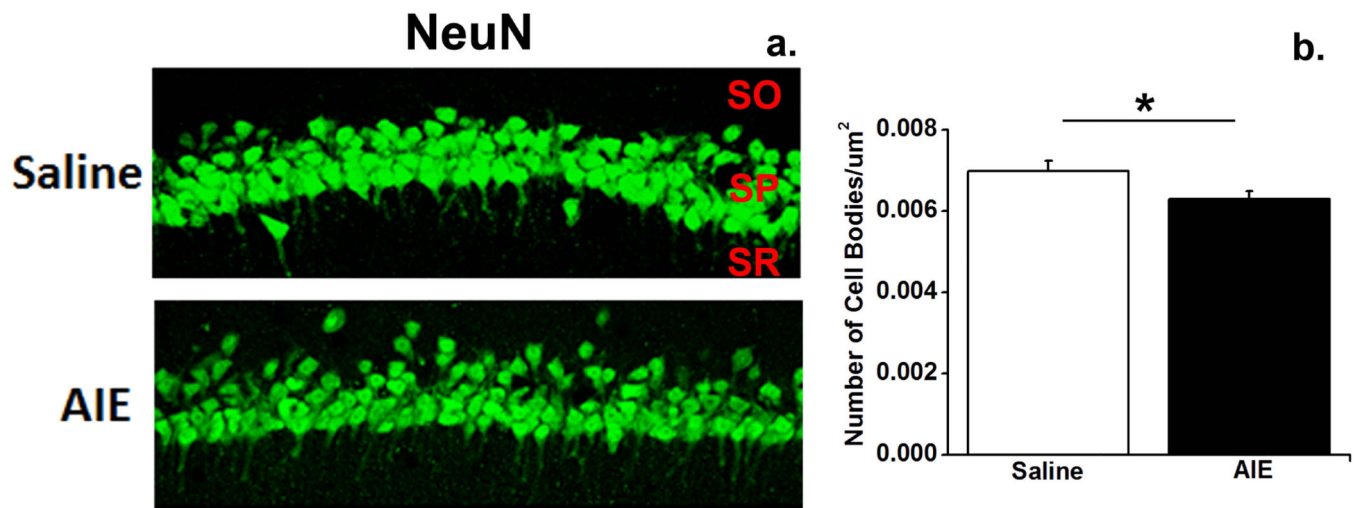 NeuN
a.
Saline
SO
SP
SR
AIE
b.
*
Number of Cell Bodies/um²
0.008
0.006
0.004
0.002
0.000
Saline
AIE